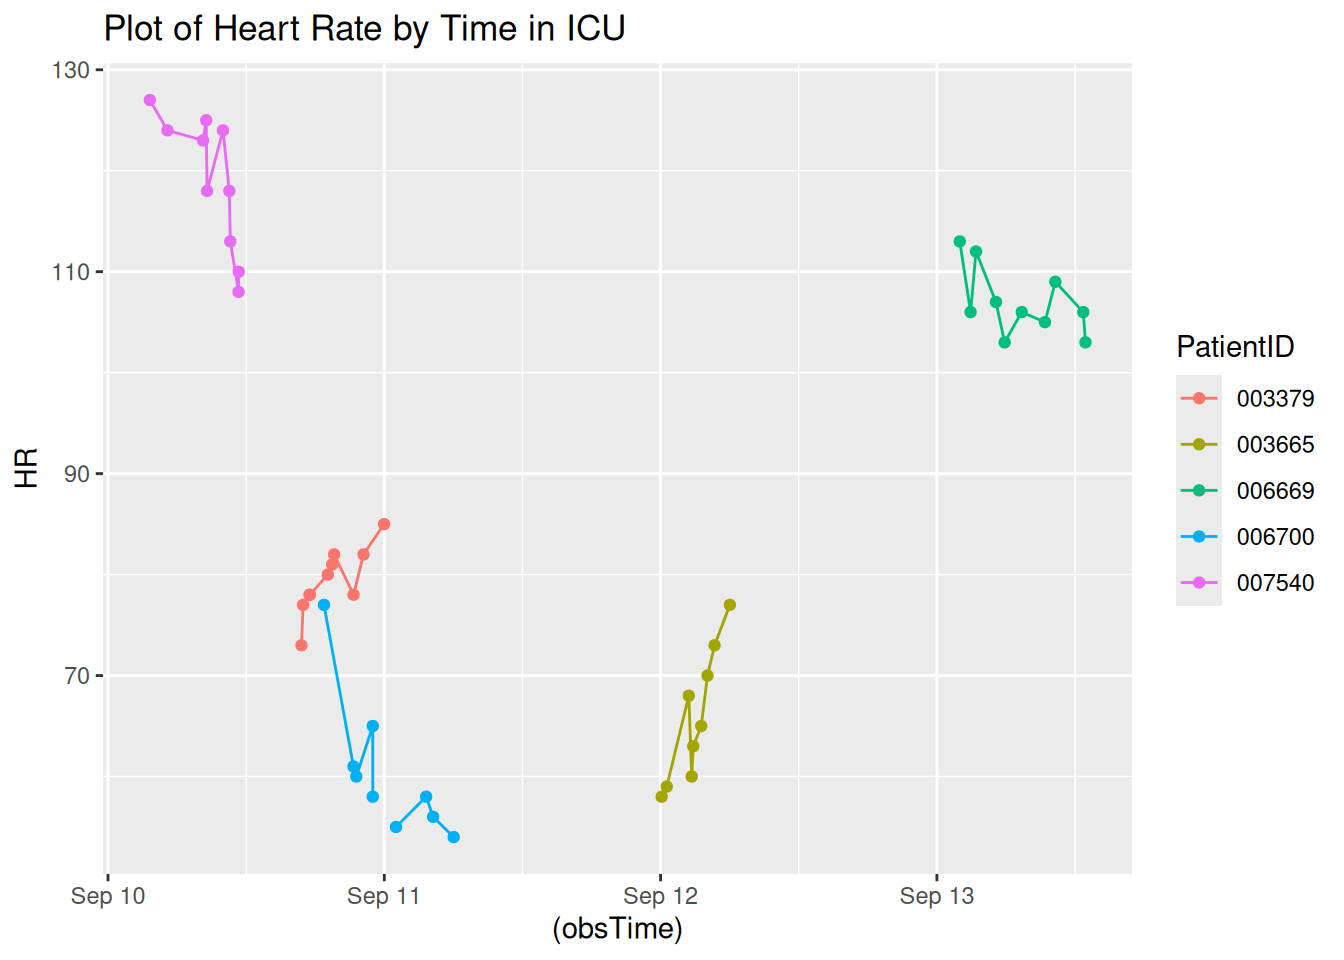 Plot of Heart Rate by Time in ICU
130
110
90
70
HR
Sep 10
Sep 11
Sep 12
Sep 13
(obsTime)
PatientID
003379
003665
006669
006700
007540